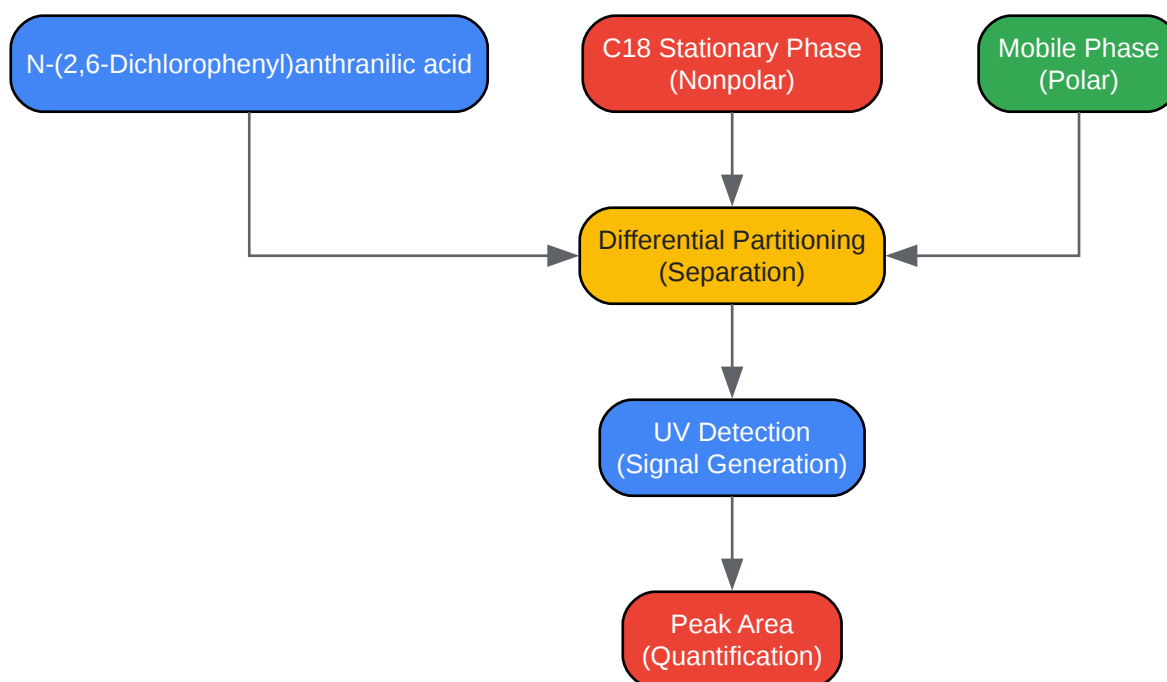 N-(2,6-Dichlorophenyl)anthranilic acid
C18 Stationary Phase
(Nonpolar)
Mobile Phase
(Polar)
Differential Partitioning
(Separation)
UV Detection
(Signal Generation)
Peak Area
(Quantification)